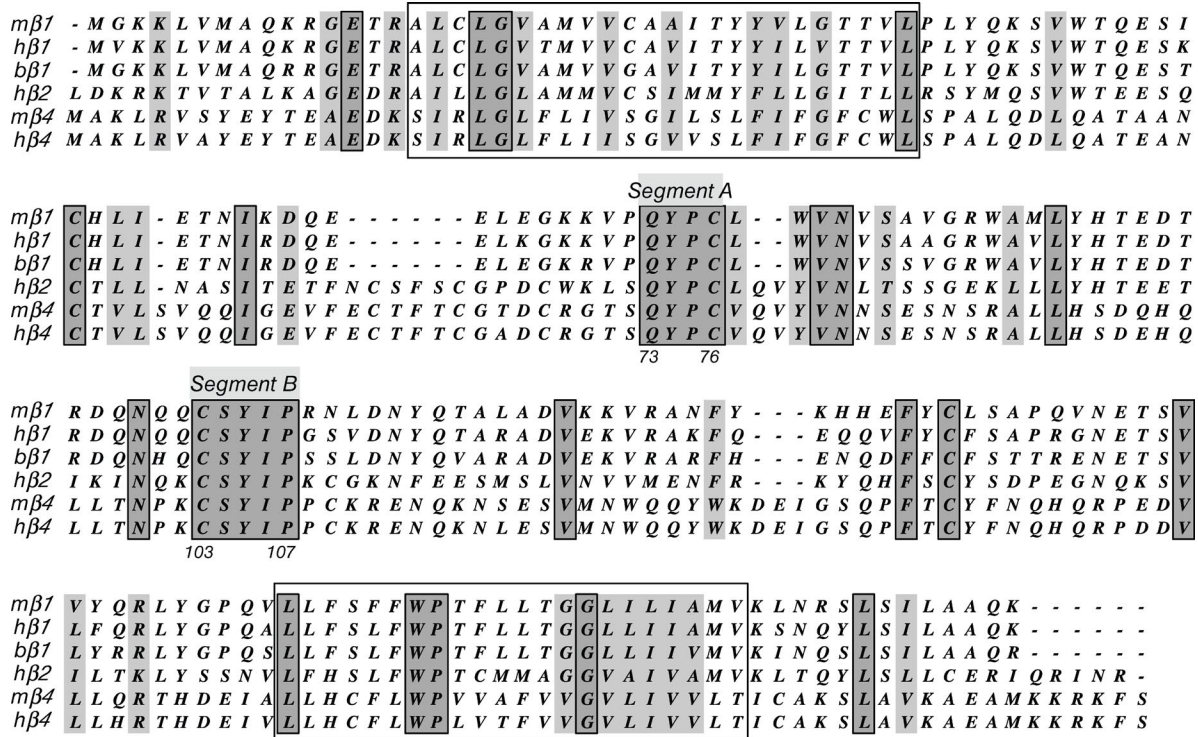 mβ1 - M G K K L V M A Q K R G E T R A L C L G V A M V V C A A I T Y Y V L G T T V L P L Y Q K S V W T Q E S I
hβ1 - M V K K L V M A Q K R G E T R A L C L G V T M V V C A V I T Y Y I L V T T V L P L Y Q K S V W T Q E S K
bβ1 - M G K K L V M A Q R R G E T R A L C L G V A M V V G A V I T Y Y I L G T T V L P L Y Q K S V W T Q E S T
hβ2 L D K R K T V T A L K A G E D R A I L L G L A M M V C S I M M Y F L L G I T L L R S Y M Q S V W T E E S Q
mβ4 M A K L R V S Y E Y T E A E D K S I R L G L F L I V S G I L S L F I F G F C W L S P A L Q D L Q A T A A N
hβ4 M A K L R V A Y E Y T E A E D K S I R L G L F L I I S G V V S L F I F G F C W L S P A L Q D L Q A T E A N
Segment A
mβ1 C H L I - E T N I K D Q E - - - - - - E L E G K K V P Q Y P C L - - W V N V S A V G R W A M L Y H T E D T
hβ1 C H L I - E T N I R D Q E - - - - - - E L K G K K V P Q Y P C L - - W V N V S A A G R W A V L Y H T E D T
bβ1 C H L I - E T N I R D Q E - - - - - - E L E G K R V P Q Y P C L - - W V N V S S V G R W A V L Y H T E D T
hβ2 C T L L - N A S I T E T F N C S F S C G P D C W K L S Q Y P C L Q V Y V N L T S S G E K L L L Y H T E E T
mβ4 C T V L S V Q Q I G E V F E C T F T C G T D C R G T S Q Y P C V Q V Y V N N S E S N S R A L L H S D Q H Q
hβ4 C T V L S V Q Q I G E V F E C T F T C G A D C R G T S Q Y P C V Q V Y V N N S E S N S R A L L H S D E H Q
73 76
Segment B
mβ1 R D Q N Q Q C S Y I P R N L D N Y Q T A L A D V K K V R A N F Y - - - K H H E F Y C L S A P Q V N E T S V
hβ1 R D Q N Q Q C S Y I P G S V D N Y Q T A R A D V E K V R A K F Q - - - E Q Q V F Y C F S A P R G N E T S V
bβ1 R D Q N H Q C S Y I P S S L D N Y Q V A R A D V E K V R A R F H - - - E N Q D F F C F S T T R E N E T S V
hβ2 I K I N Q K C S Y I P K C G K N F E E S M S L V N V V M E N F R - - - K Y Q H F S C Y S D P E G N Q K S V
mβ4 L L T N P K C S Y I P P C K R E N Q K N S E S V M N W Q Q Y W K D E I G S Q P F T C Y F N Q H Q R P E D V
hβ4 L L T N P K C S Y I P P C K R E N Q K N L E S V M N W Q Q Y W K D E I G S Q P F T C Y F N Q H Q R P D D V
103 107
mβ1 V Y Q R L Y G P Q V L L F S F F W P T F L L T G G L I L I A M V K L N R S L S I L A A Q K - - - - - -
hβ1 L F Q R L Y G P Q A L L F S L F W P T F L L T G G L L I I A M V K S N Q Y L S I L A A Q K - - - - - -
bβ1 L Y R R L Y G P Q S L L F S L F W P T F L L T G G L L I I V M V K I N Q S L S I L A A Q R - - - - - -
hβ2 I L T K L Y S S N V L F H S L F W P T C M M A G G V A I V A M V K L T Q Y L S L L C E R I Q R I N R -
mβ4 L L Q R T H D E I A L L H C F L W P V V A F V V G V L I V V L T I C A K S L A V K A E A M K K R K F S
hβ4 L L H R T H D E I V L L H C F L W P L V T F V V G V L I V V L T I C A K S L A V K A E A M K K R K F S